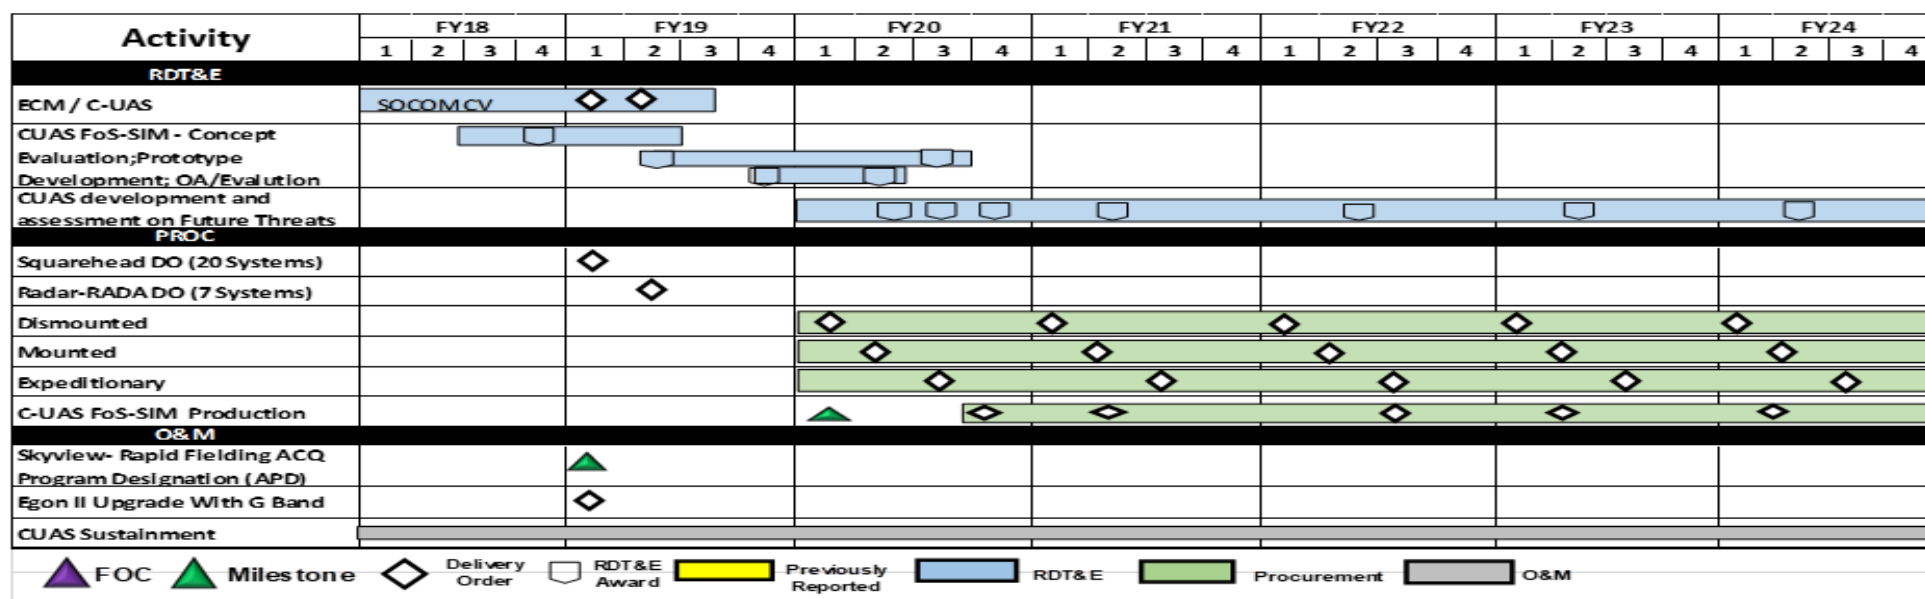 Activity FY18 FY19 FY20 FY21 FY22 FY23 FY24
1 2 3 4 1 2 3 4 1 2 3 4 1 2 3 4 1 2 3 4 1 2 3 4 1 2 3 4
RDT&E
ECM / C-UAS SOCOM CV
CUAS FoS-SIM - Concept
Evaluation;Prototype
Development; OA/Evalution
CUAS development and
assessment on Future Threats
PROC
Squarehead DO (20 Systems)
Radar-RADA DO (7 Systems)
Dismounted
Mounted
Expeditionary
C-UAS FoS-SIM Production
O&M
Skyview- Rapid Fielding ACQ
Program Designation (APD)
Egon II Upgrade With G Band
CUAS Sustainment
FOC Milestone Delivery Order RDT&E Award Previously Reported RDT&E Procurement O&M